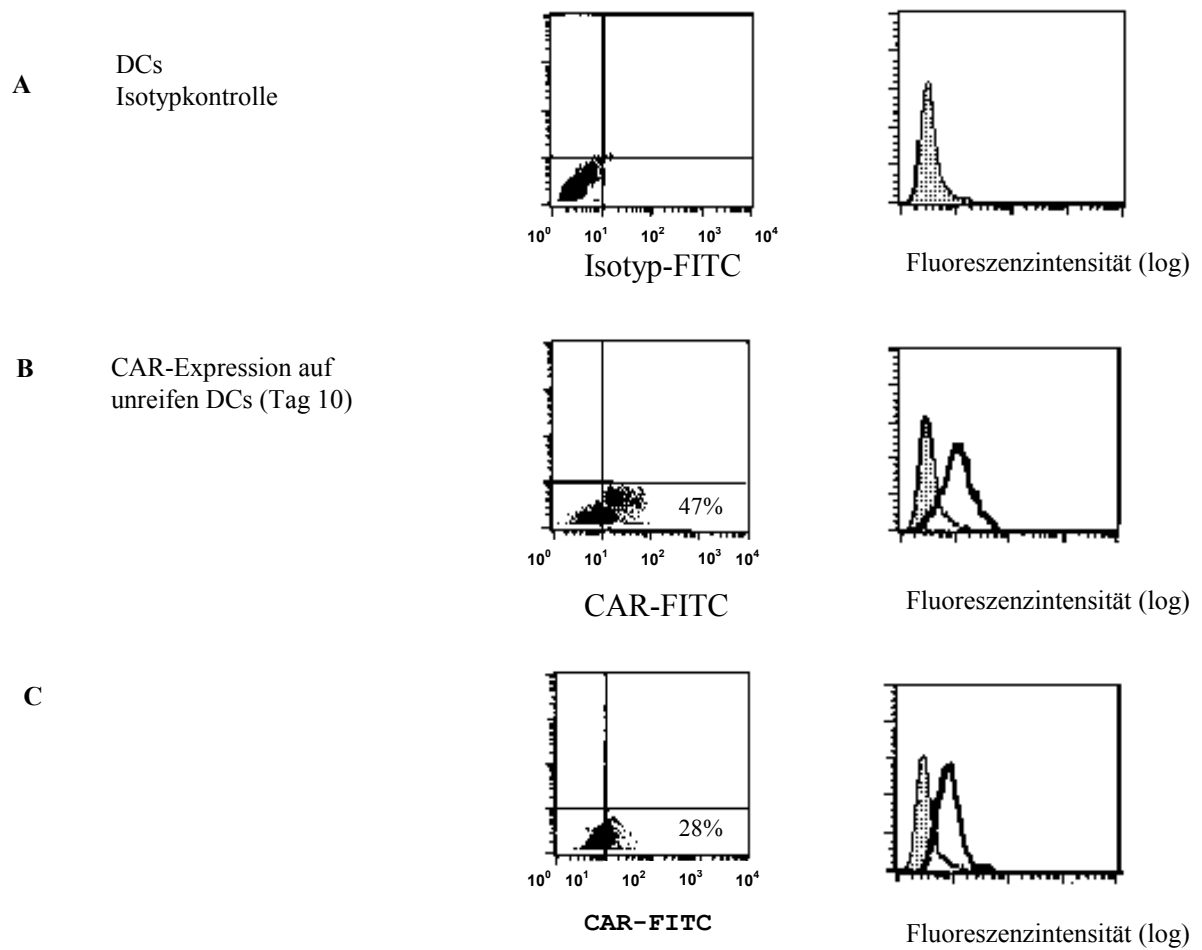 A
DCs
Isotypkontrolle
10⁰ 10¹ 10² 10³ 10⁴
Isotyp-FITC
Fluoreszenzintensität (log)
B
CAR-Expression auf
unreifen DCs (Tag 10)
47%
10⁰ 10¹ 10² 10³ 10⁴
CAR-FITC
Fluoreszenzintensität (log)
C
28%
10⁰ 10¹ 10² 10³ 10⁴
CAR-FITC
Fluoreszenzintensität (log)